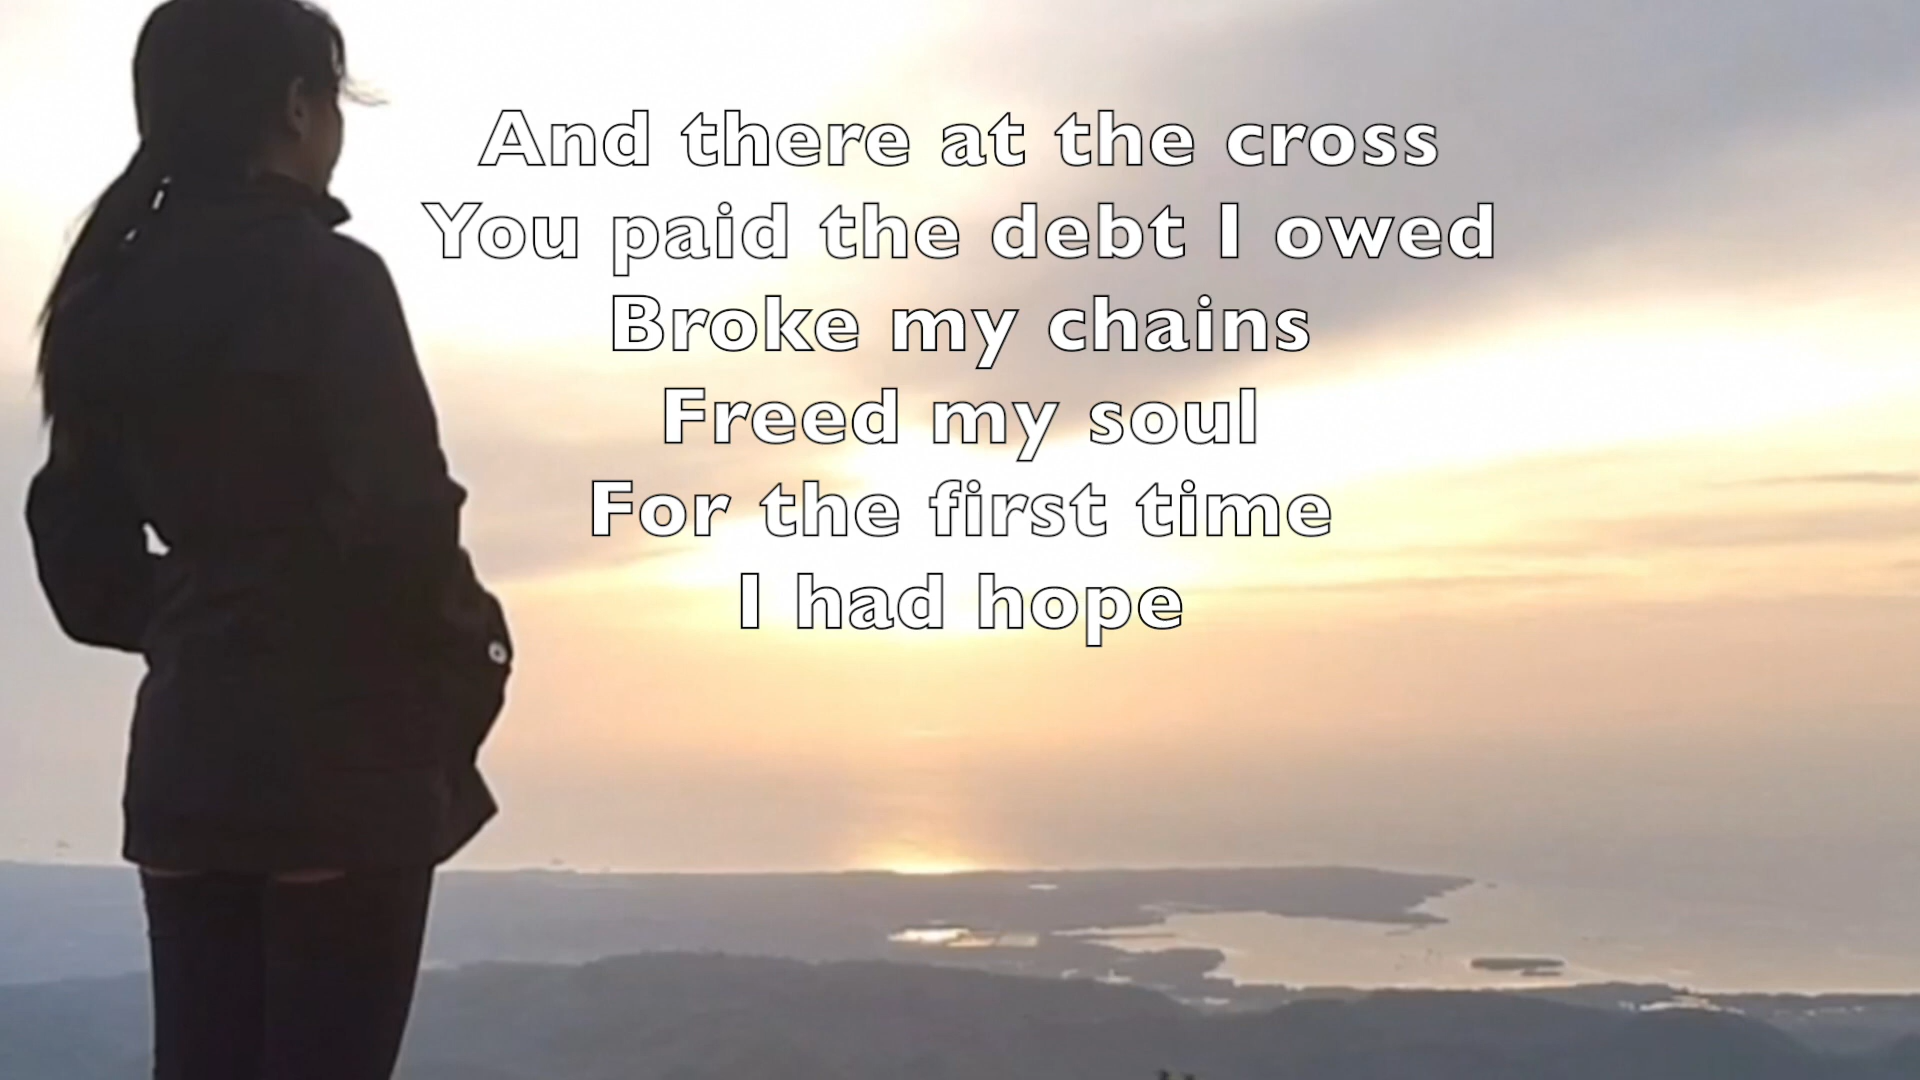 And there at the cross
You paid the debt I owed
Broke my chains
Freed my soul
For the first time
I had hope